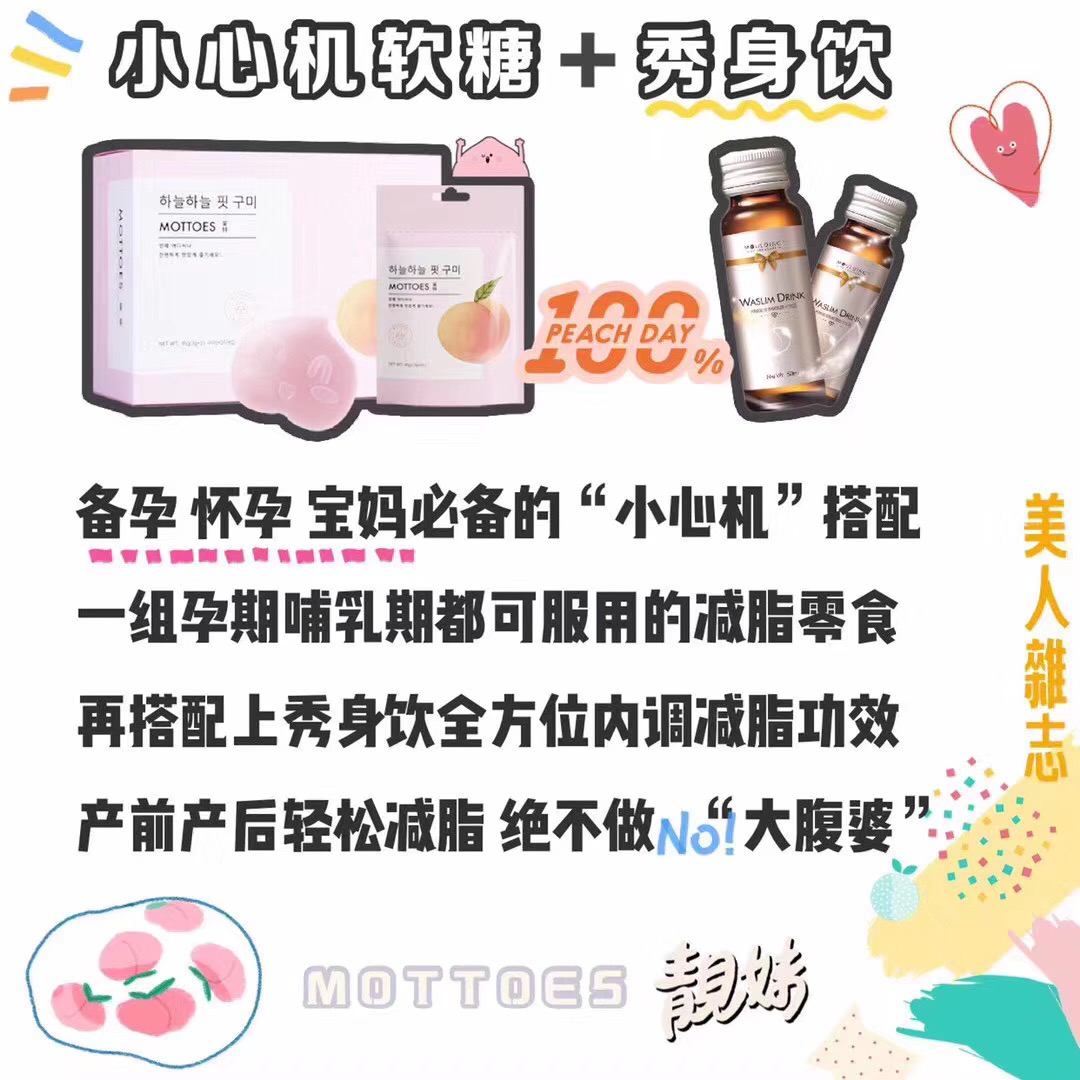 小心机软糖+秀身饮
하늘하늘 핏 구미
MOTTOES
MOTTOES
하늘하늘 핏 구미
MOTTOES
100%
PEACH DAY
MOULDING
WASLIM DRINK
WASLIM DRINK
备孕 怀孕 宝妈必备的“小心机”搭配
一组孕期哺乳期都可服用的减脂零食
再搭配上秀身饮全方位内调减脂功效
产前产后轻松减脂 绝不做No!“大腹婆”
美人雜志
MOTTOES
靓妹